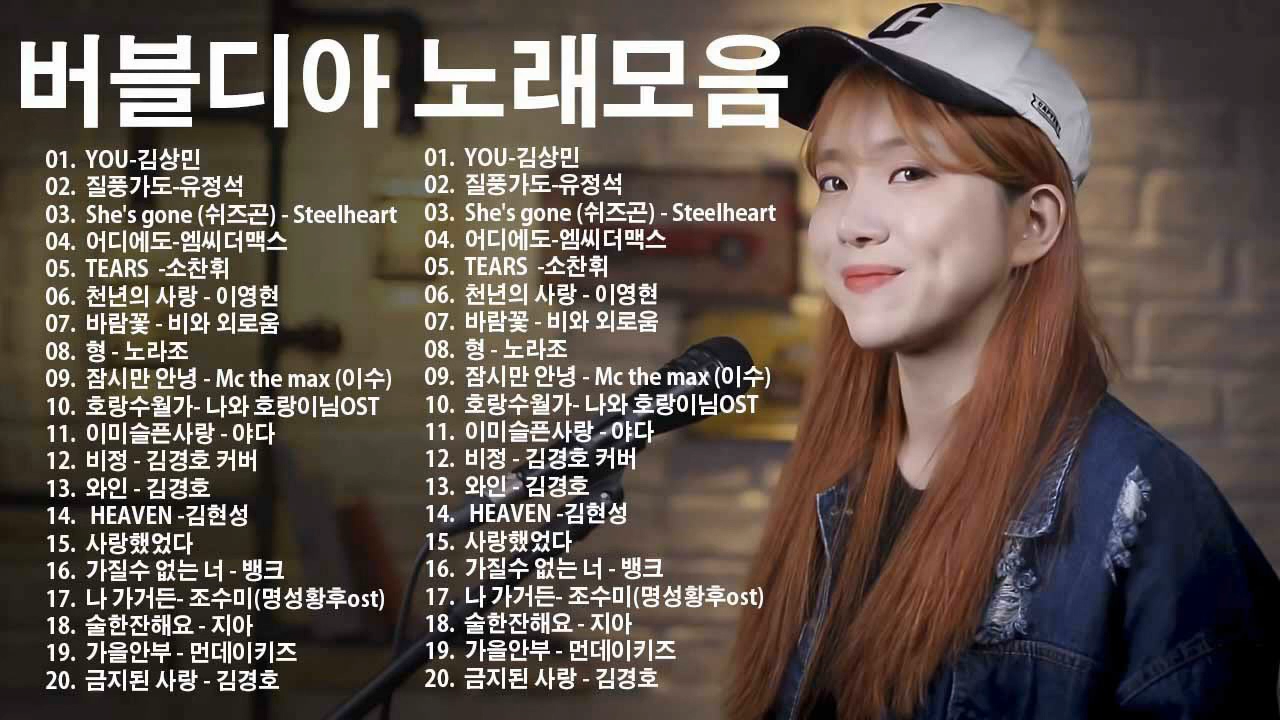 버블디아 노래모음
01. YOU-김상민
02. 질풍가도-유정석
03. She's gone (쉬즈곤) - Steelheart
04. 어디에도-엠씨더맥스
05. TEARS -소찬휘
06. 천년의 사랑 - 이영현
07. 바람꽃 - 비와 외로움
08. 형 - 노라조
09. 잠시만 안녕 - Mc the max (이수)
10. 호랑수월가- 나와 호랑이님OST
11. 이미슬픈사랑 - 야다
12. 비정 - 김경호 커버
13. 와인 - 김경호
14. HEAVEN -김현성
15. 사랑했었다
16. 가질수 없는 너 - 뱅크
17. 나 가거든- 조수미(명성황후ost)
18. 술한잔해요 - 지아
19. 가을안부 - 먼데이키즈
20. 금지된 사랑 - 김경호
01. YOU-김상민
02. 질풍가도-유정석
03. She's gone (쉬즈곤) - Steelheart
04. 어디에도-엠씨더맥스
05. TEARS -소찬휘
06. 천년의 사랑 - 이영현
07. 바람꽃 - 비와 외로움
08. 형 - 노라조
09. 잠시만 안녕 - Mc the max (이수)
10. 호랑수월가- 나와 호랑이님OST
11. 이미슬픈사랑 - 야다
12. 비정 - 김경호 커버
13. 와인 - 김경호
14. HEAVEN -김현성
15. 사랑했었다
16. 가질수 없는 너 - 뱅크
17. 나 가거든- 조수미(명성황후ost)
18. 술한잔해요 - 지아
19. 가을안부 - 먼데이키즈
20. 금지된 사랑 - 김경호
C